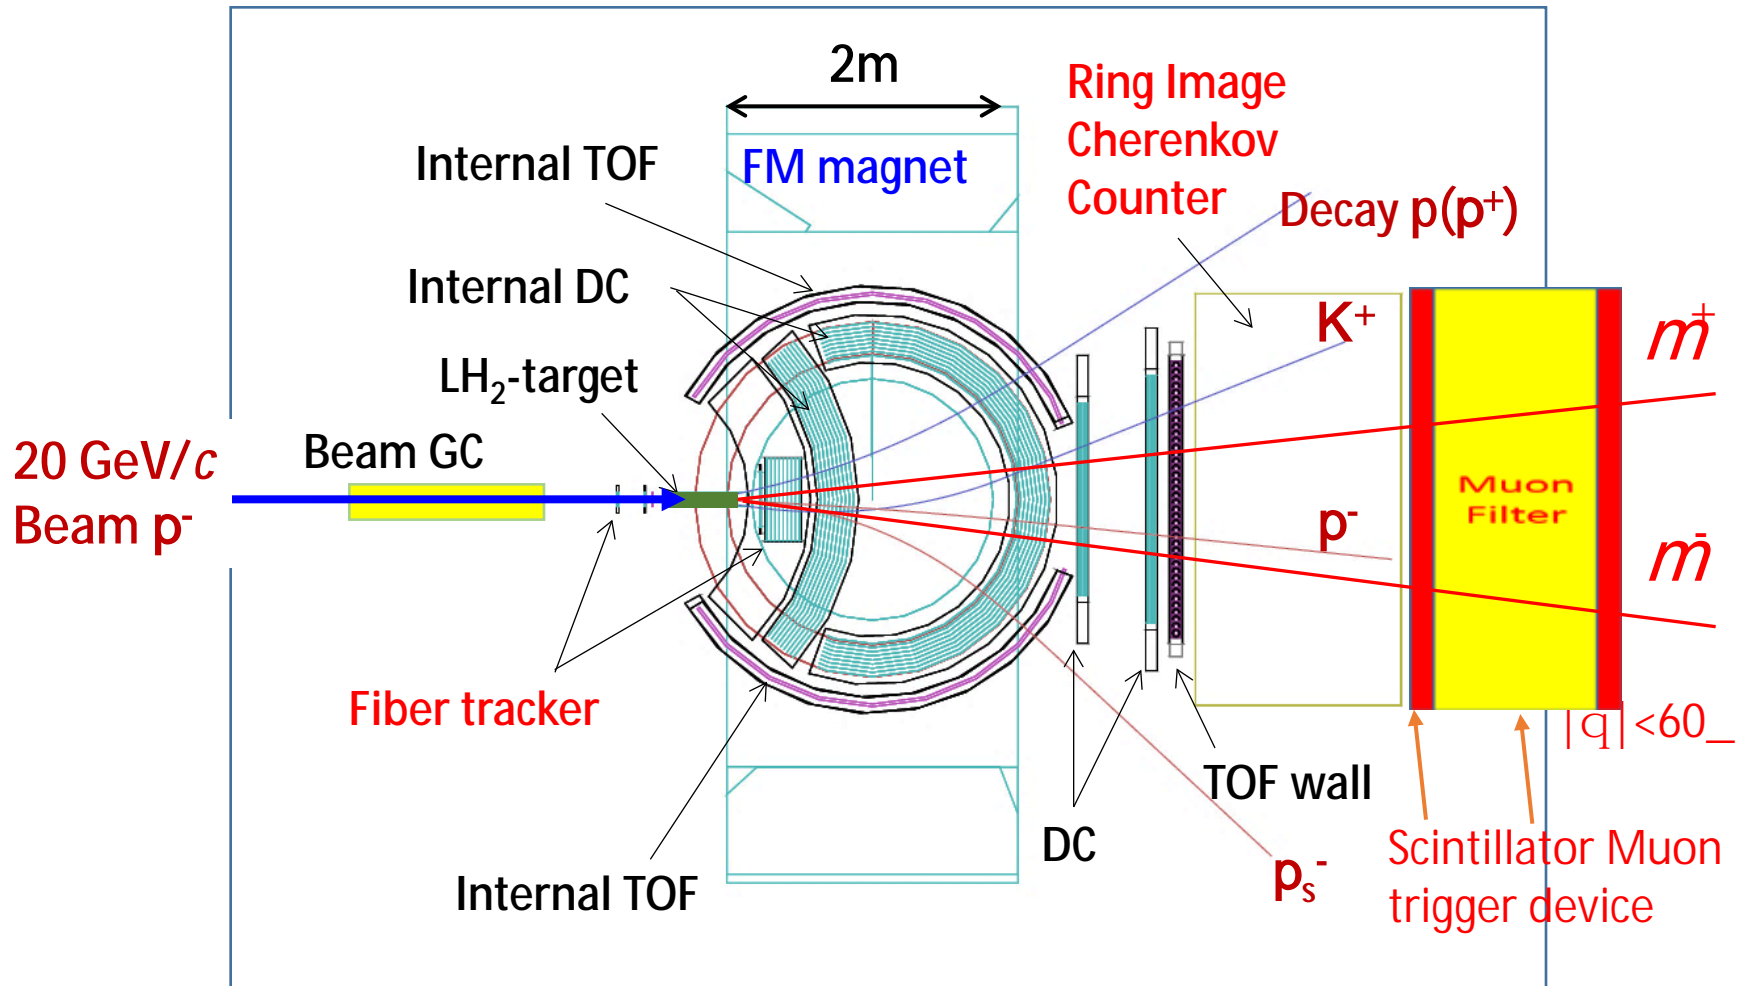 2m
Ring Image
Cherenkov
Counter
Internal TOF
FM magnet
Decay p(p⁺)
Internal DC
K⁺
m⁺
LH₂-target
20 GeV/c
Beam p⁻
Beam GC
Muon
Filter
p⁻
m⁻
Fiber tracker
|q|<60_
TOF wall
DC
Scintillator Muon
trigger device
Internal TOF
pₛ⁻